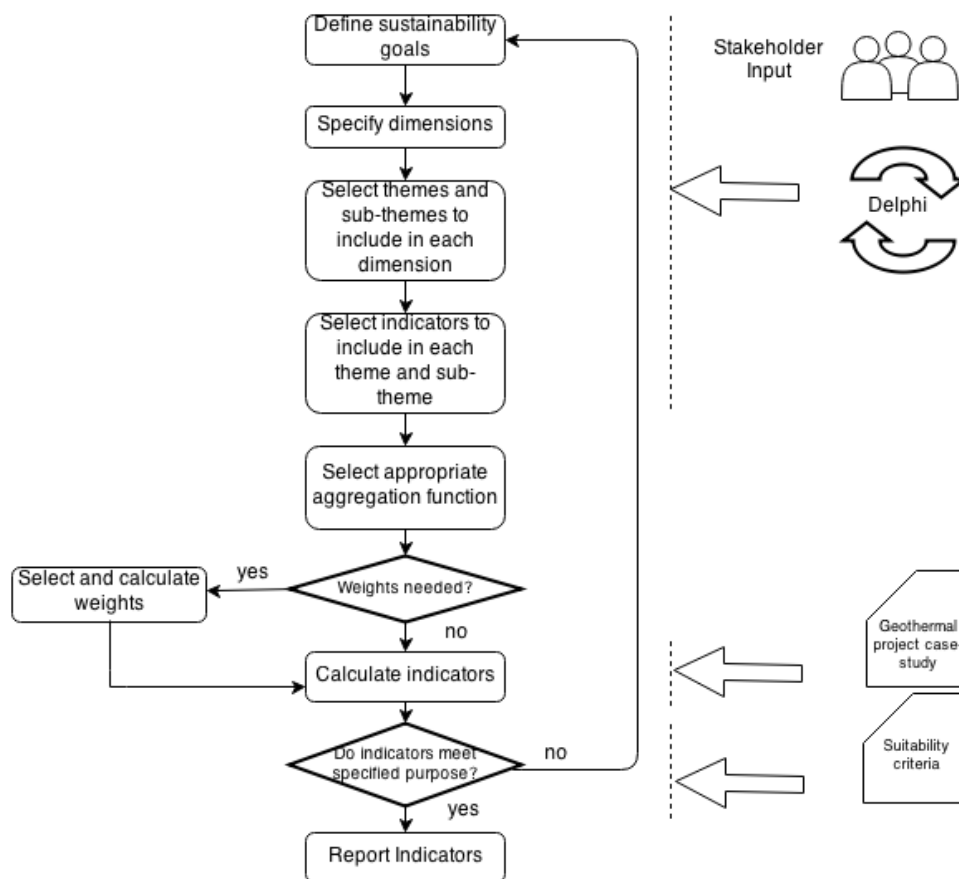 Define sustainability
goals
Stakeholder
Input
Specify dimensions
Select themes and
sub-themes to
include in each
dimension
Delphi
Select indicators to
include in each
theme and sub-
theme
Select appropriate
aggregation function
Weights needed?
yes
no
Select and calculate
weights
Calculate indicators
Geothermal
project case-
study
Do indicators meet
specified purpose?
no
yes
Suitability
criteria
Report Indicators